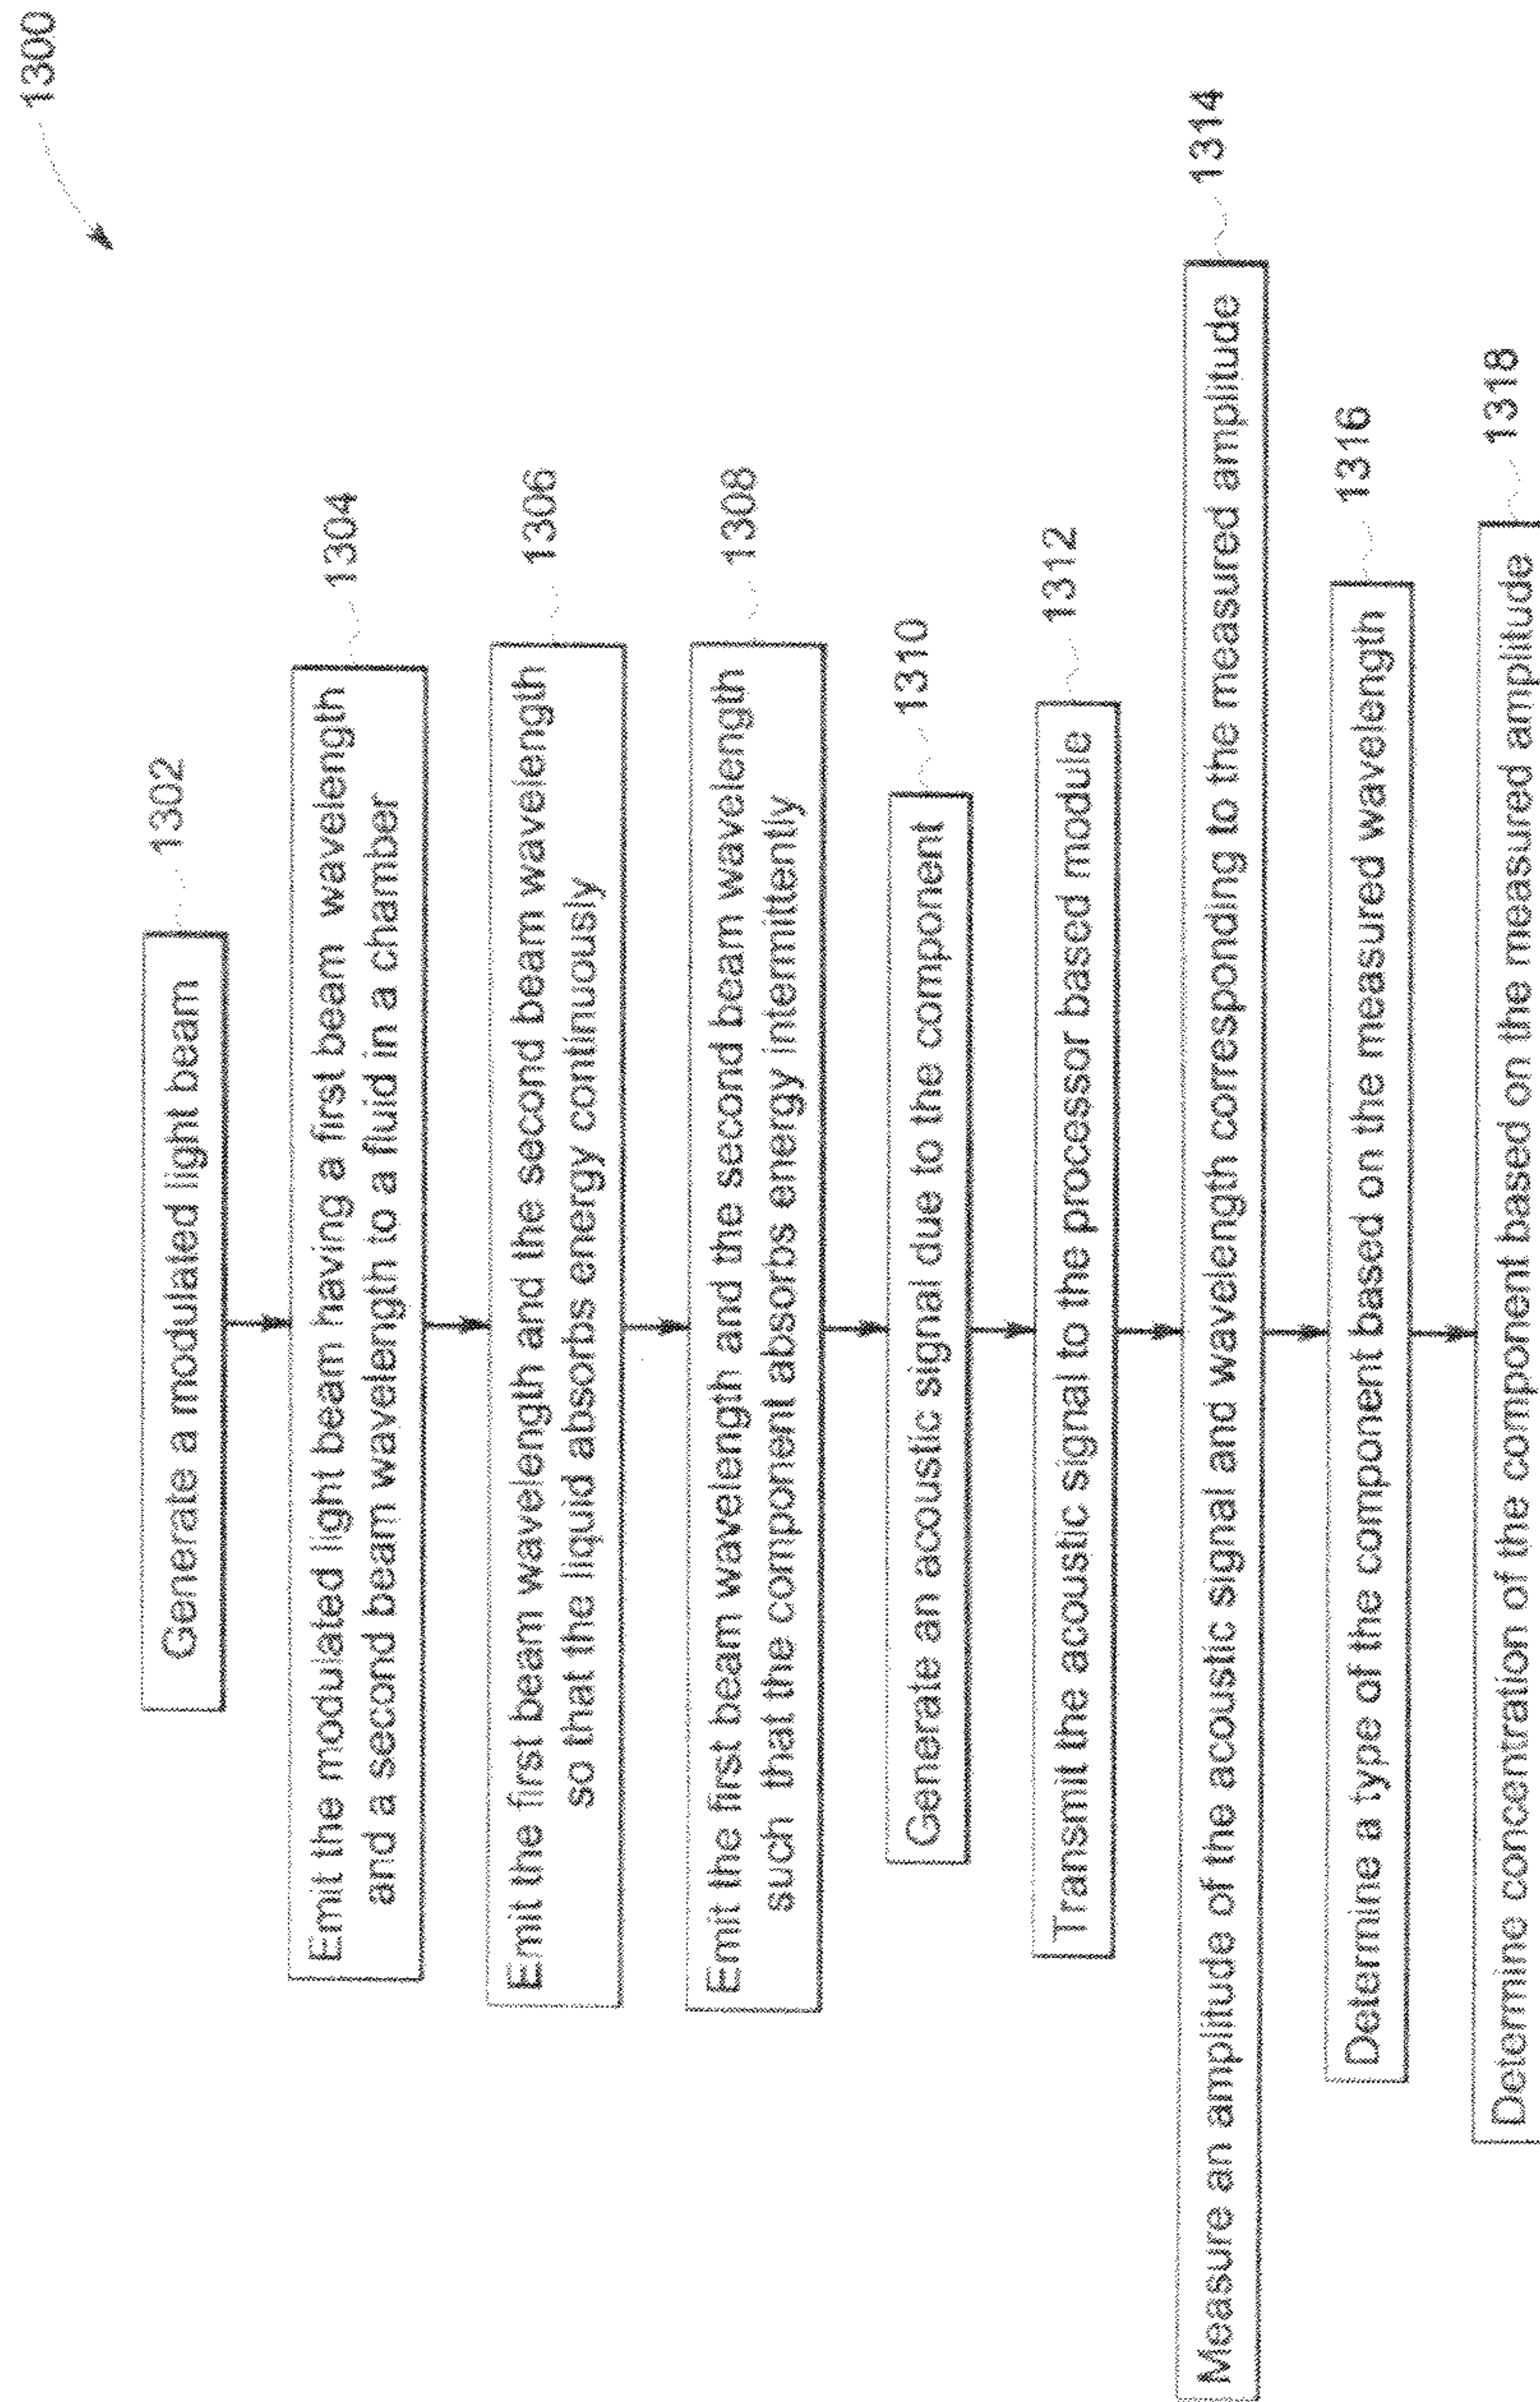 1300
Generate a modulated light beam
1302
Emit the modulated light beam having a first beam wavelength
and a second beam wavelength to a fluid in a chamber
1304
Emit the first beam wavelength and the second beam wavelength
so that the liquid absorbs energy continuously
1306
Emit the first beam wavelength and the second beam wavelength
such that the component absorbs energy intermittently
1308
Generate an acoustic signal due to the component
1310
Transmit the acoustic signal to the processor based module
1312
Measure an amplitude of the acoustic signal and wavelength corresponding to the measured amplitude
1314
Determine a type of the component based on the measured wavelength
1316
Determine concentration of the component based on the measured amplitude
1318